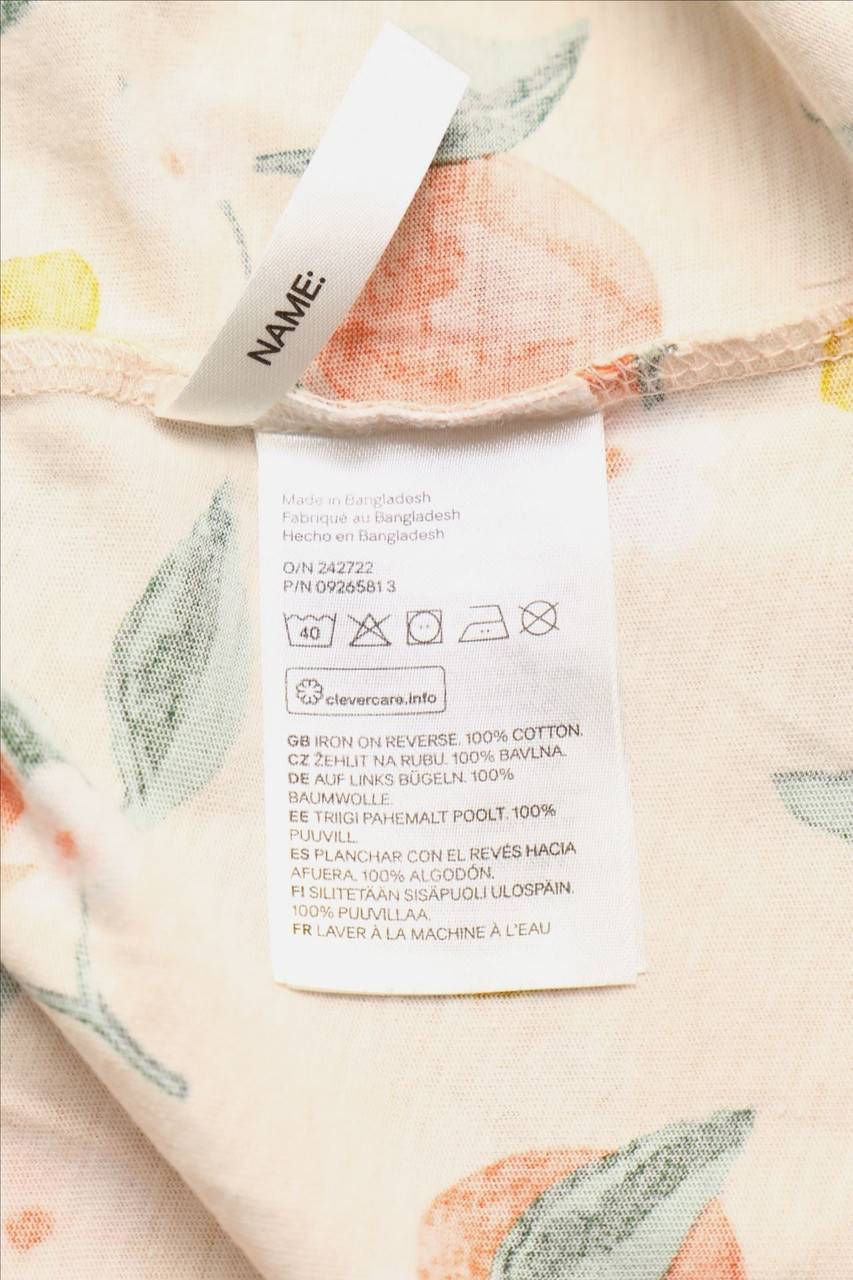 NAME:
Made in Bangladesh
Fabriqué au Bangladesh
Hecho en Bangladesh
O/N 242722
P/N 0926581 3
40
clevercare.info
GB IRON ON REVERSE. 100% COTTON.
CZ ŽEHLIT NA RUBU. 100% BAVLNA.
DE AUF LINKS BÜGELN. 100%
BAUMWOLLE.
EE TRIIGI PAHEMALT POOLT. 100%
PUUVILL.
ES PLANCHAR CON EL REVÉS HACIA
AFUERA. 100% ALGODÓN.
FI SILITETÄÄN SISÄPUOLI ULOSPÄIN.
100% PUUVILLAA.
FR LAVER À LA MACHINE À L'EAU